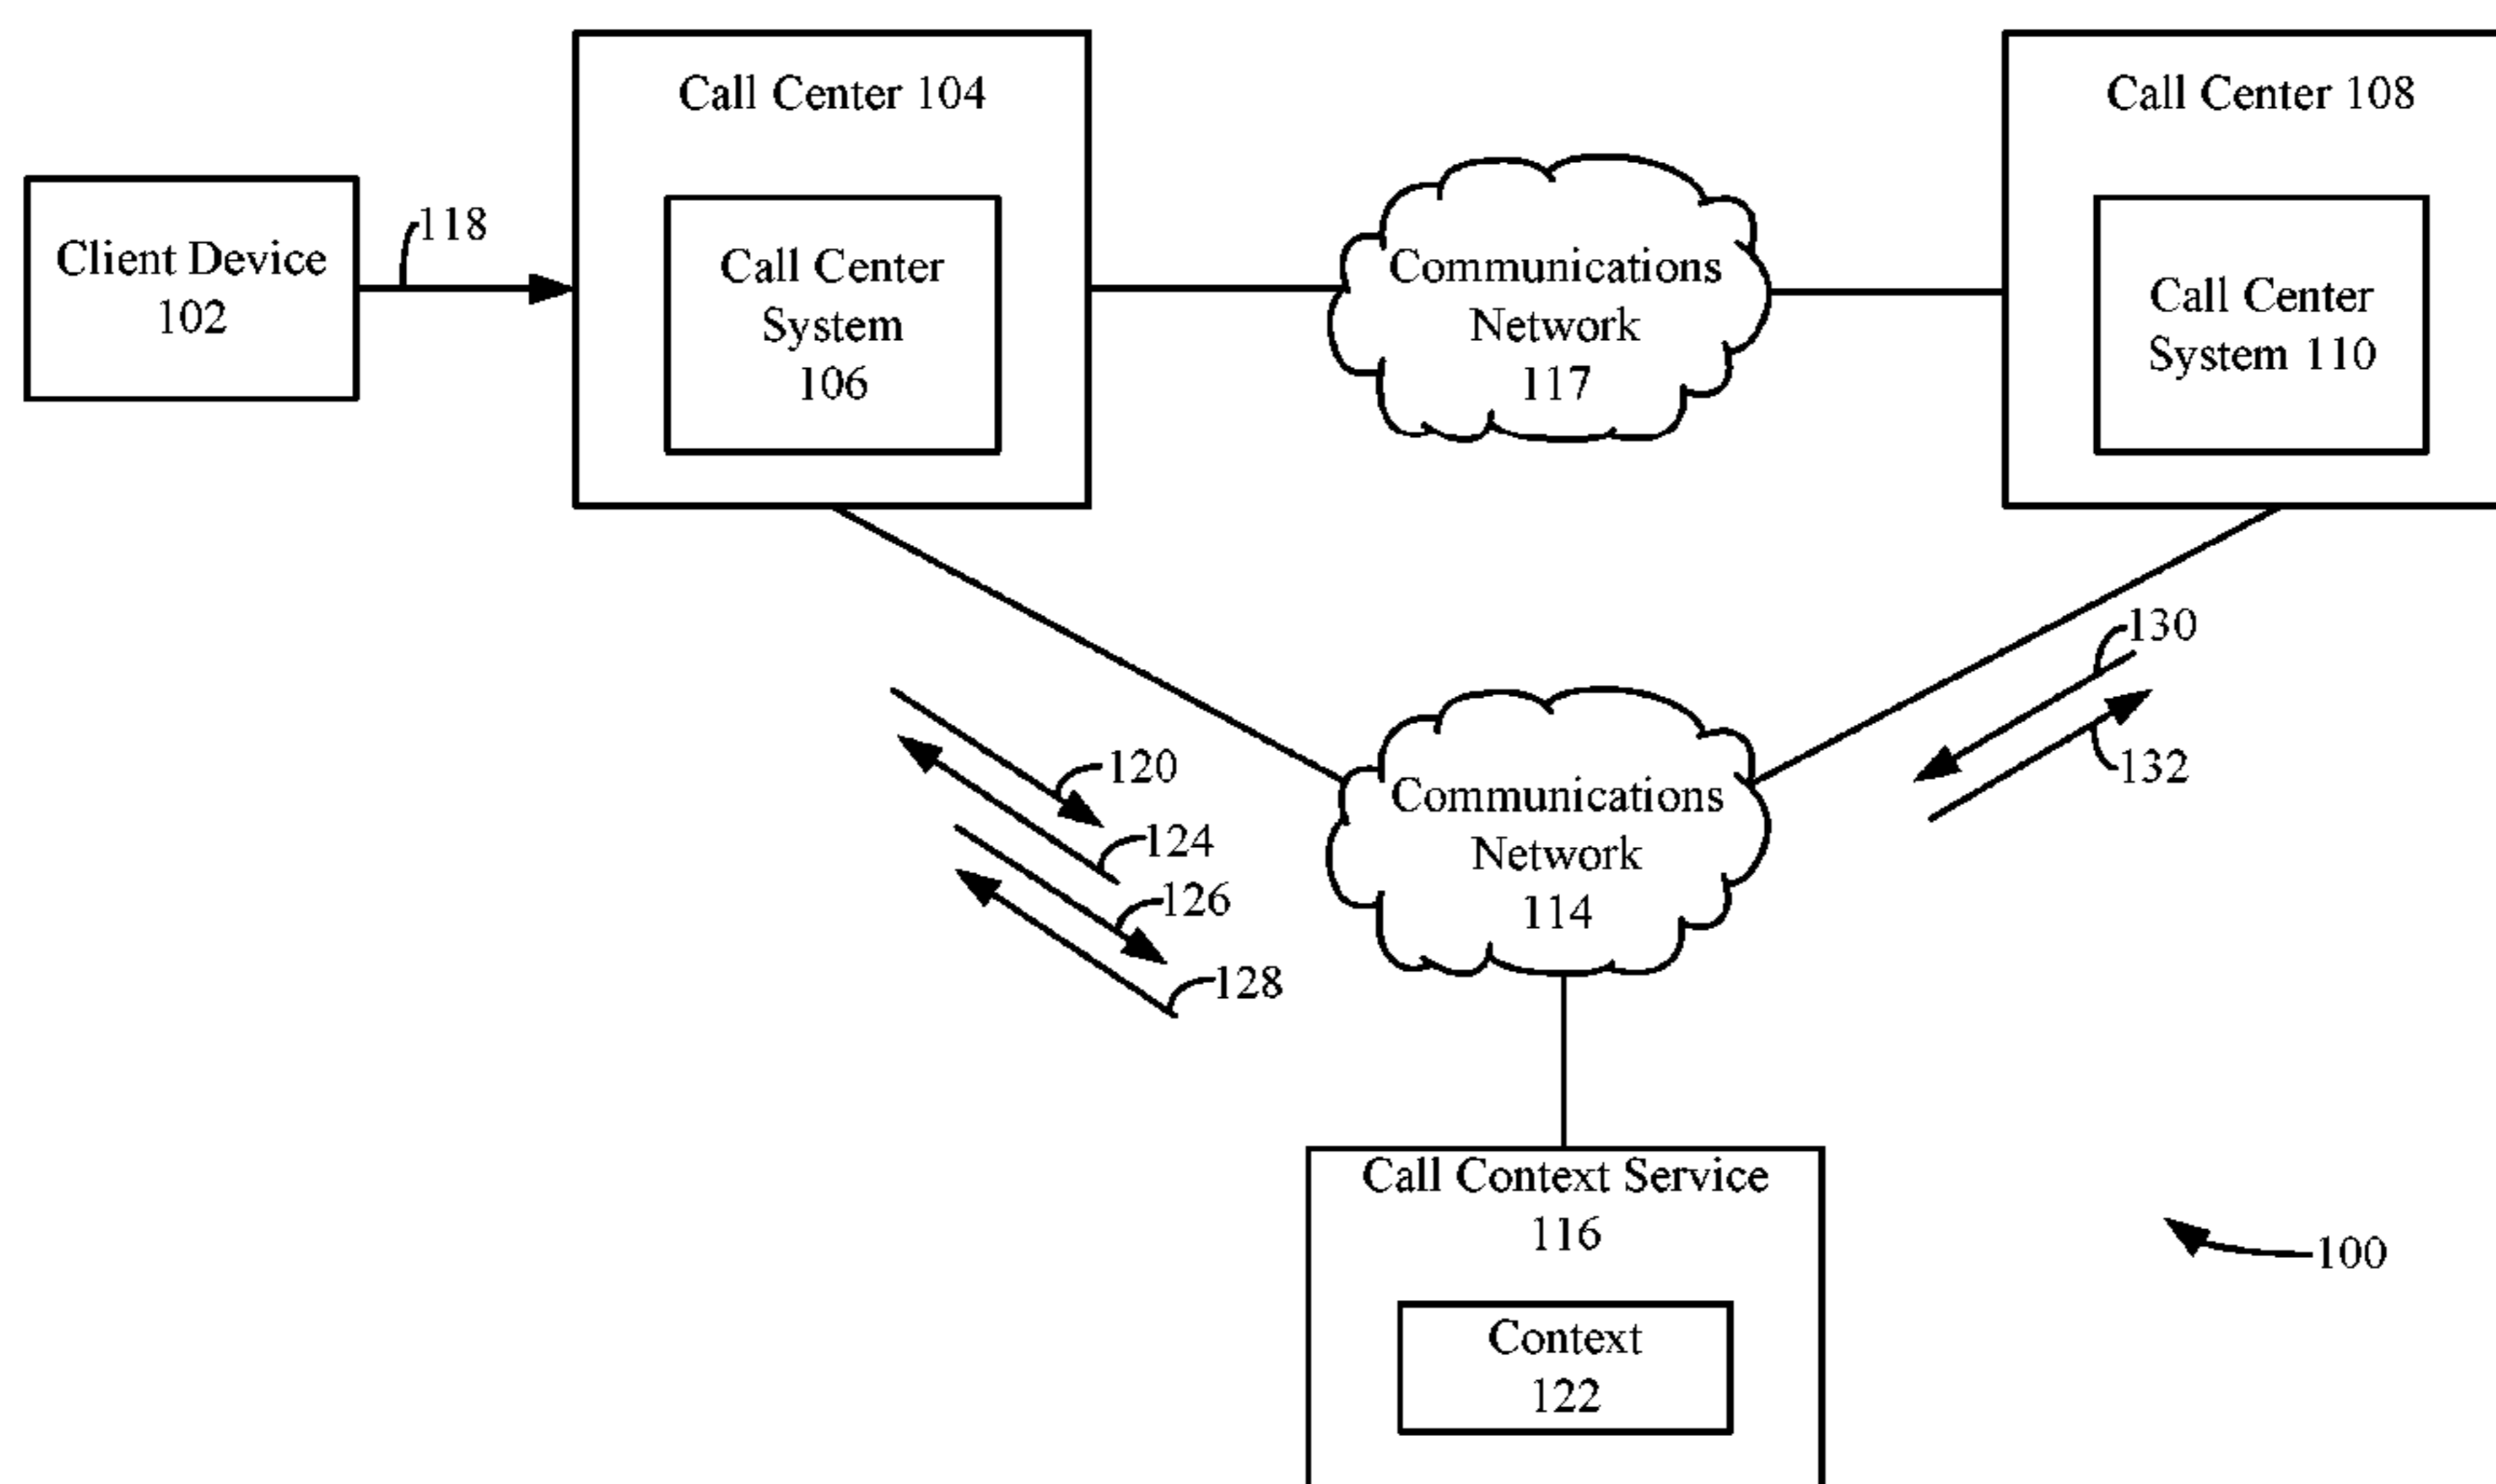 Call Center 104
Call Center 108
Client Device
102
118
Call Center
System
106
Communications
Network
117
Call Center
System 110
130
132
120
124
126
128
Communications
Network
114
Call Context Service
116
Context
122
100